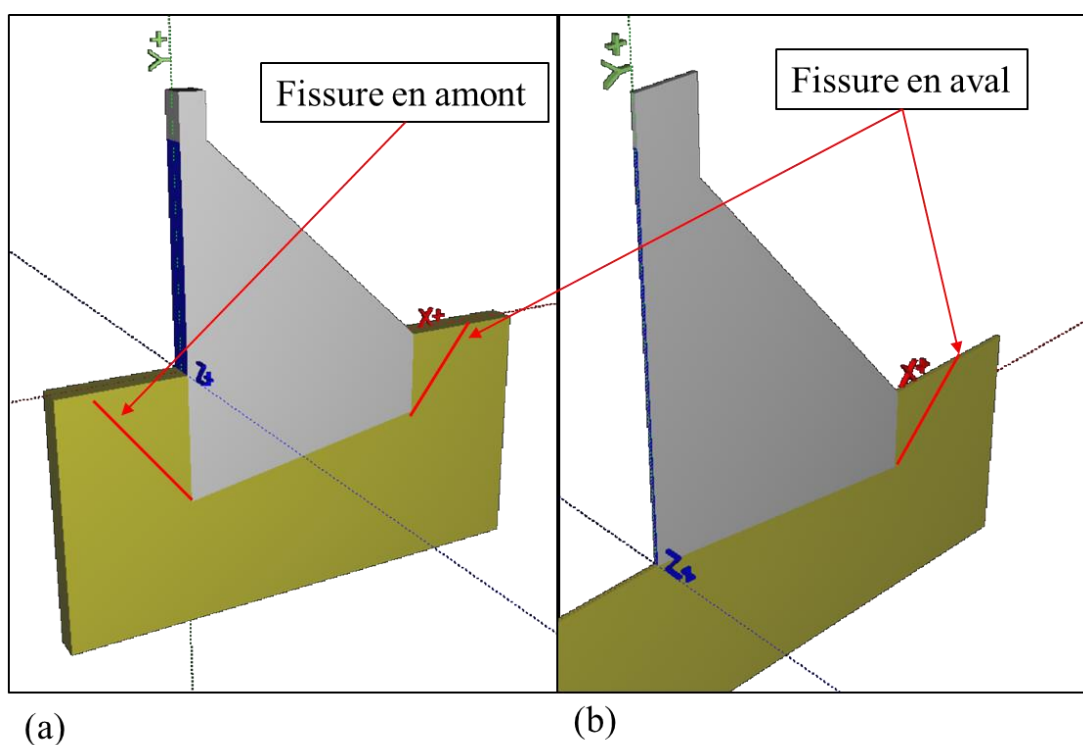 Y+
Fissure en amont
X+
Z+
(a)
Y+
Fissure en aval
X+
Z+
(b)